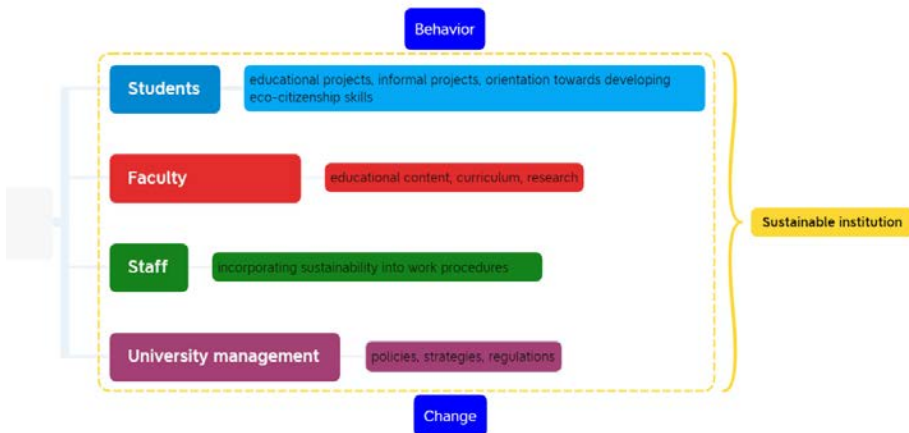 Behavior
Students
educational projects, informal projects, orientation towards developing
eco-citizenship skills
Faculty
educational content, curriculum, research
Sustainable institution
Staff
incorporating sustainability into work procedures
University management
policies, strategies, regulations
Change